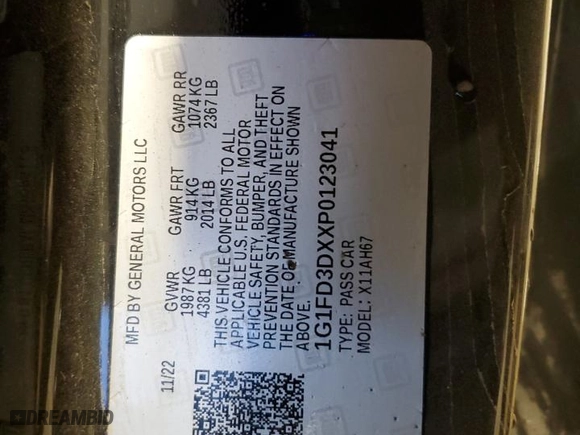 MFD BY GENERAL MOTORS LLC
11/22
GVWR GAWR FRT GAWR RR
1987 KG 914 KG 1074 KG
4381 LB 2014 LB 2367 LB
THIS VEHICLE CONFORMS TO ALL
APPLICABLE U.S. FEDERAL MOTOR
VEHICLE SAFETY, BUMPER, AND THEFT
PREVENTION STANDARDS IN EFFECT ON
THE DATE OF MANUFACTURE SHOWN
ABOVE.
1G1FD3DXXP0123041
TYPE: PASS CAR
MODEL: X11AH67
DREAMBID